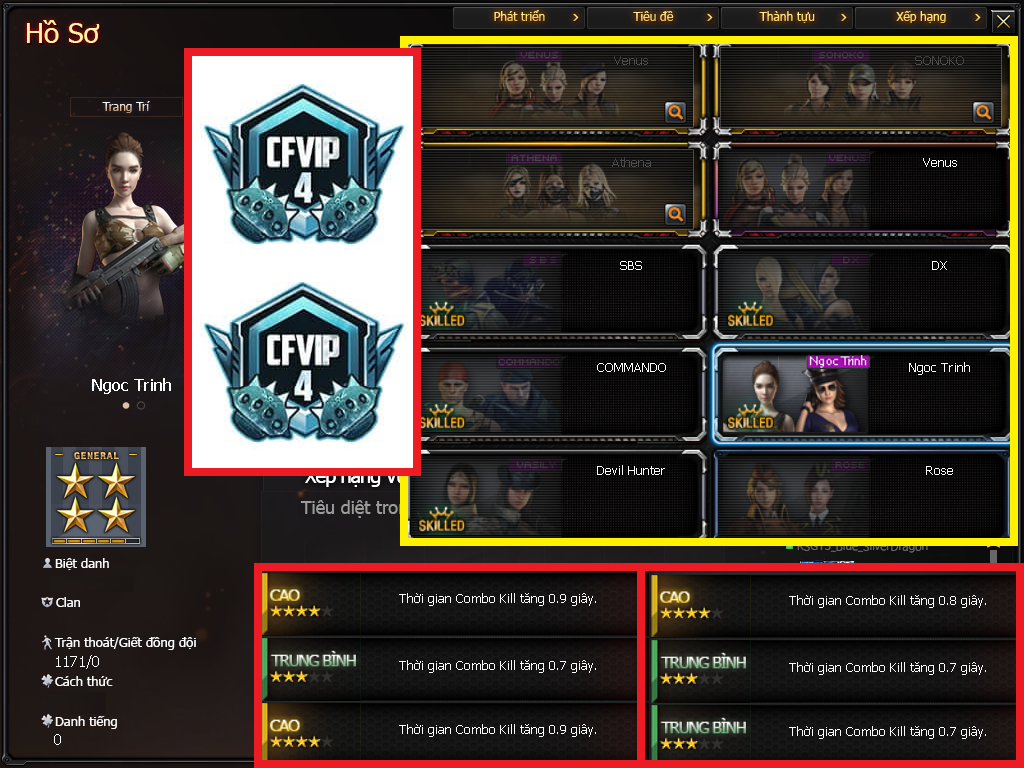 Hồ Sơ
Phát triển
Tiêu đề
Thành tựu
Xếp hạng
Trang Trí
Ngoc Trinh
CFVIP
4
CFVIP
4
VENUS
Venus
SONOKO
SONOKO
ATHENA
Athena
VENUS
Venus
SBS
SBS
SKILLED
DX
DX
SKILLED
COMMANDO
SKILLED
Ngọc Trinh
Ngoc Trinh
SKILLED
VASILY
Devil Hunter
SKILLED
ROSE
Rose
Xếp hạng
Tiêu diệt
GENERAL
Biệt danh
Clan
Trận thoát/Giết đồng đội
1171/0
Cách thức
Danh tiếng
0
CAO
Thời gian Combo Kill tăng 0.9 giây.
TRUNG BÌNH
Thời gian Combo Kill tăng 0.7 giây.
CAO
Thời gian Combo Kill tăng 0.9 giây.
CAO
Thời gian Combo Kill tăng 0.8 giây.
TRUNG BÌNH
Thời gian Combo Kill tăng 0.7 giây.
TRUNG BÌNH
Thời gian Combo Kill tăng 0.7 giây.